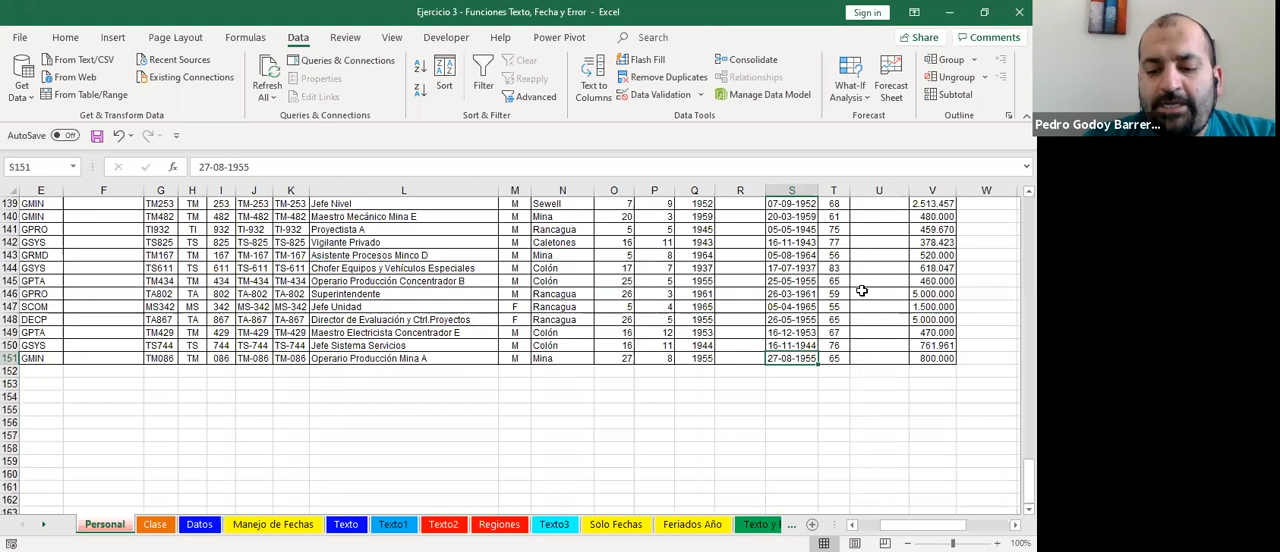 Ejercicio 3 - Funciones Texto, Fecha y Error - Excel
Sign in
File Home Insert Page Layout Formulas Data Review View Developer Help Power Pivot Search
Share Comments
Get Data
From Text/CSV
From Web
From Table/Range
Recent Sources
Existing Connections
Get & Transform Data
Refresh All
Queries & Connections
Properties
Edit Links
Queries & Connections
Sort
Filter
Clear
Reapply
Advanced
Sort & Filter
Text to Columns
Flash Fill
Remove Duplicates
Data Validation
Consolidate
Relationships
Manage Data Model
Data Tools
What-If Analysis
Forecast Sheet
Forecast
Group
Ungroup
Subtotal
Outline
Pedro Godoy Barrer...
AutoSave Off
S151
fx
27-08-1955
E F G H I J K L M N O P Q R S T U V W
139 GMIN TM253 TM 253 TM-253 TM-253 Jefe Nivel M Sewell 7 9 1952 07-09-1952 68 2.513.457
140 GMIN TM482 TM 482 TM-482 TM-482 Maestro Mecánico Mina E M Mina 20 3 1959 20-03-1959 61 480.000
141 GPRO TI932 TI 932 TI-932 TI-932 Proyectista A M Rancagua 5 5 1945 05-05-1945 75 459.670
142 GSYS TS825 TS 825 TS-825 TS-825 Vigilante Privado M Caletones 16 11 1943 16-11-1943 77 378.423
143 GRMD TM167 TM 167 TM-167 TM-167 Asistente Procesos Minco D M Mina 5 8 1964 05-08-1964 56 520.000
144 GSYS TS611 TS 611 TS-611 TS-611 Chofer Equipos y Vehículos Especiales M Colón 17 7 1937 17-07-1937 83 618.047
145 GPTA TM434 TM 434 TM-434 TM-434 Operario Producción Concentrador B M Colón 25 5 1955 25-05-1955 65 460.000
146 GPRO TA802 TA 802 TA-802 TA-802 Superintendente M Rancagua 26 3 1961 26-03-1961 59 5.000.000
147 SCOM MS342 MS 342 MS-342 MS-342 Jefe Unidad F Rancagua 5 4 1965 05-04-1965 55 1.500.000
148 DECP TA867 TA 867 TA-867 TA-867 Director de Evaluación y Ctrl.Proyectos F Rancagua 26 5 1955 26-05-1955 65 5.000.000
149 GPTA TM429 TM 429 TM-429 TM-429 Maestro Electricista Concentrador E M Colón 16 12 1953 16-12-1953 67 470.000
150 GSYS TS744 TS 744 TS-744 TS-744 Jefe Sistema Servicios M Colón 16 11 1944 16-11-1944 76 761.961
151 GMIN TM086 TM 086 TM-086 TM-086 Operario Producción Mina A M Mina 27 8 1955 27-08-1955 65 800.000
152
153
154
155
156
157
158
159
160
161
162
163
Personal Clase Datos Manejo de Fechas Texto Texto1 Texto2 Regiones Texto3 Solo Fechas Feriados Año Texto y ...
100%